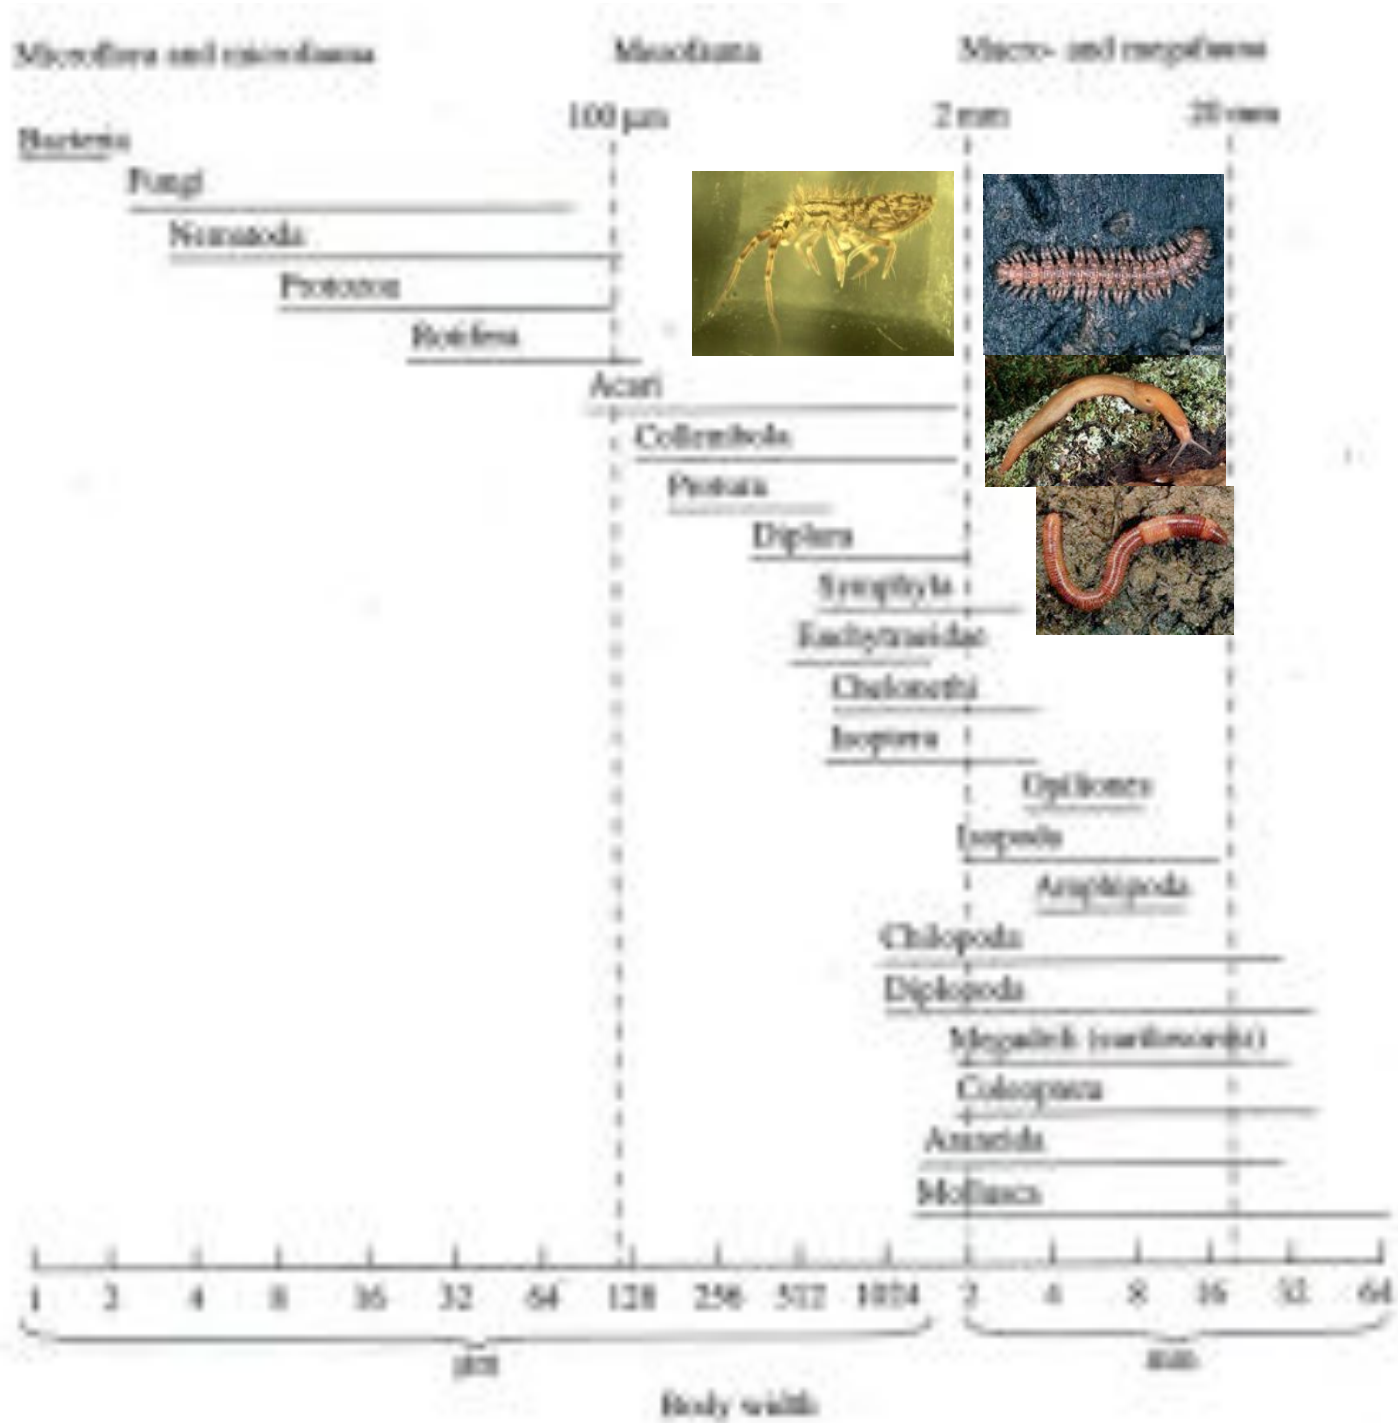 Microflora and microfauna
Mesofauna
Macro- and megafauna
100 µm
2 mm
20 mm
Bacteria
Fungi
Nematoda
Protozoa
Rotifera
Acari
Collembola
Protura
Diplura
Symphyla
Enchytraeidae
Chelonethi
Isoptera
Opiliones
Isopoda
Amphipoda
Chilopoda
Diplopoda
Megadrili (earthworms)
Coleoptera
Araneida
Mollusca
1 2 4 8 16 32 64 128 256 512 1024 2 4 8 16 32 64
µm
mm
Body width